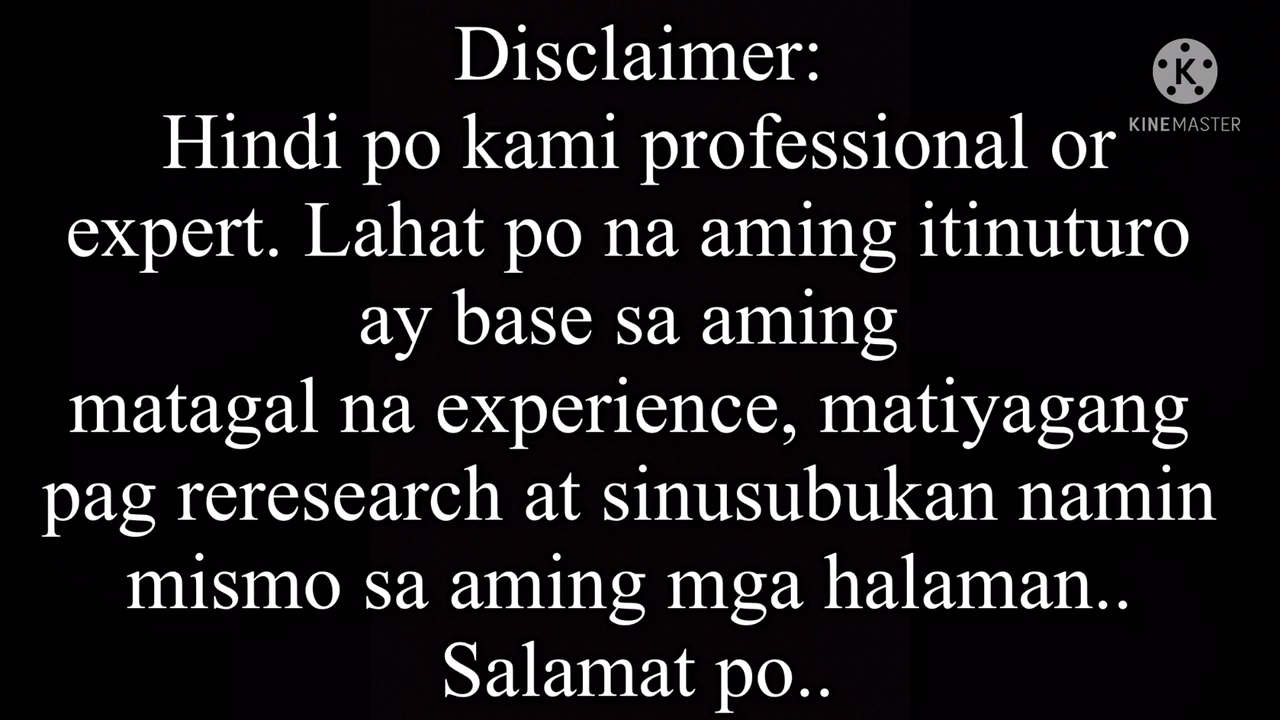 Disclaimer:
K
KINEMASTER
Hindi po kami professional or
expert. Lahat po na aming itinuturo
ay base sa aming
matagal na experience, matiyagang
pag reresearch at sinusubukan namin
mismo sa aming mga halaman..
Salamat po..